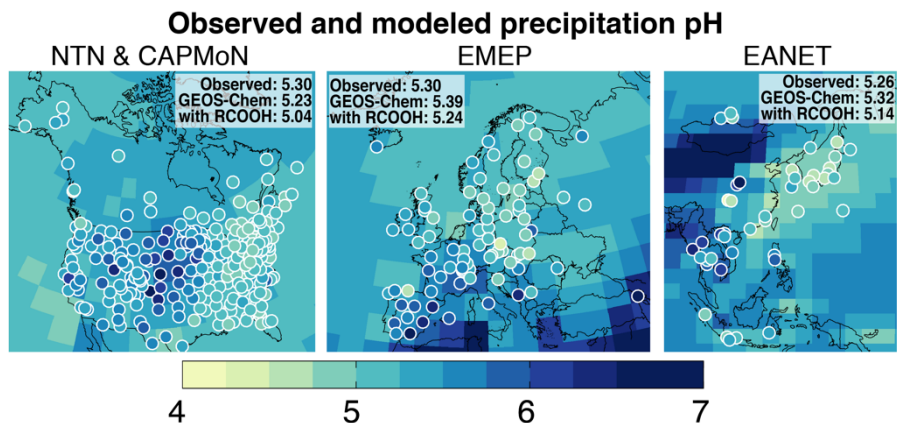 Observed and modeled precipitation pH
NTN & CAPMoN
Observed: 5.30
GEOS-Chem: 5.23
with RCOOH: 5.04
EMEP
Observed: 5.30
GEOS-Chem: 5.39
with RCOOH: 5.24
EANET
Observed: 5.26
GEOS-Chem: 5.32
with RCOOH: 5.14
4 5 6 7